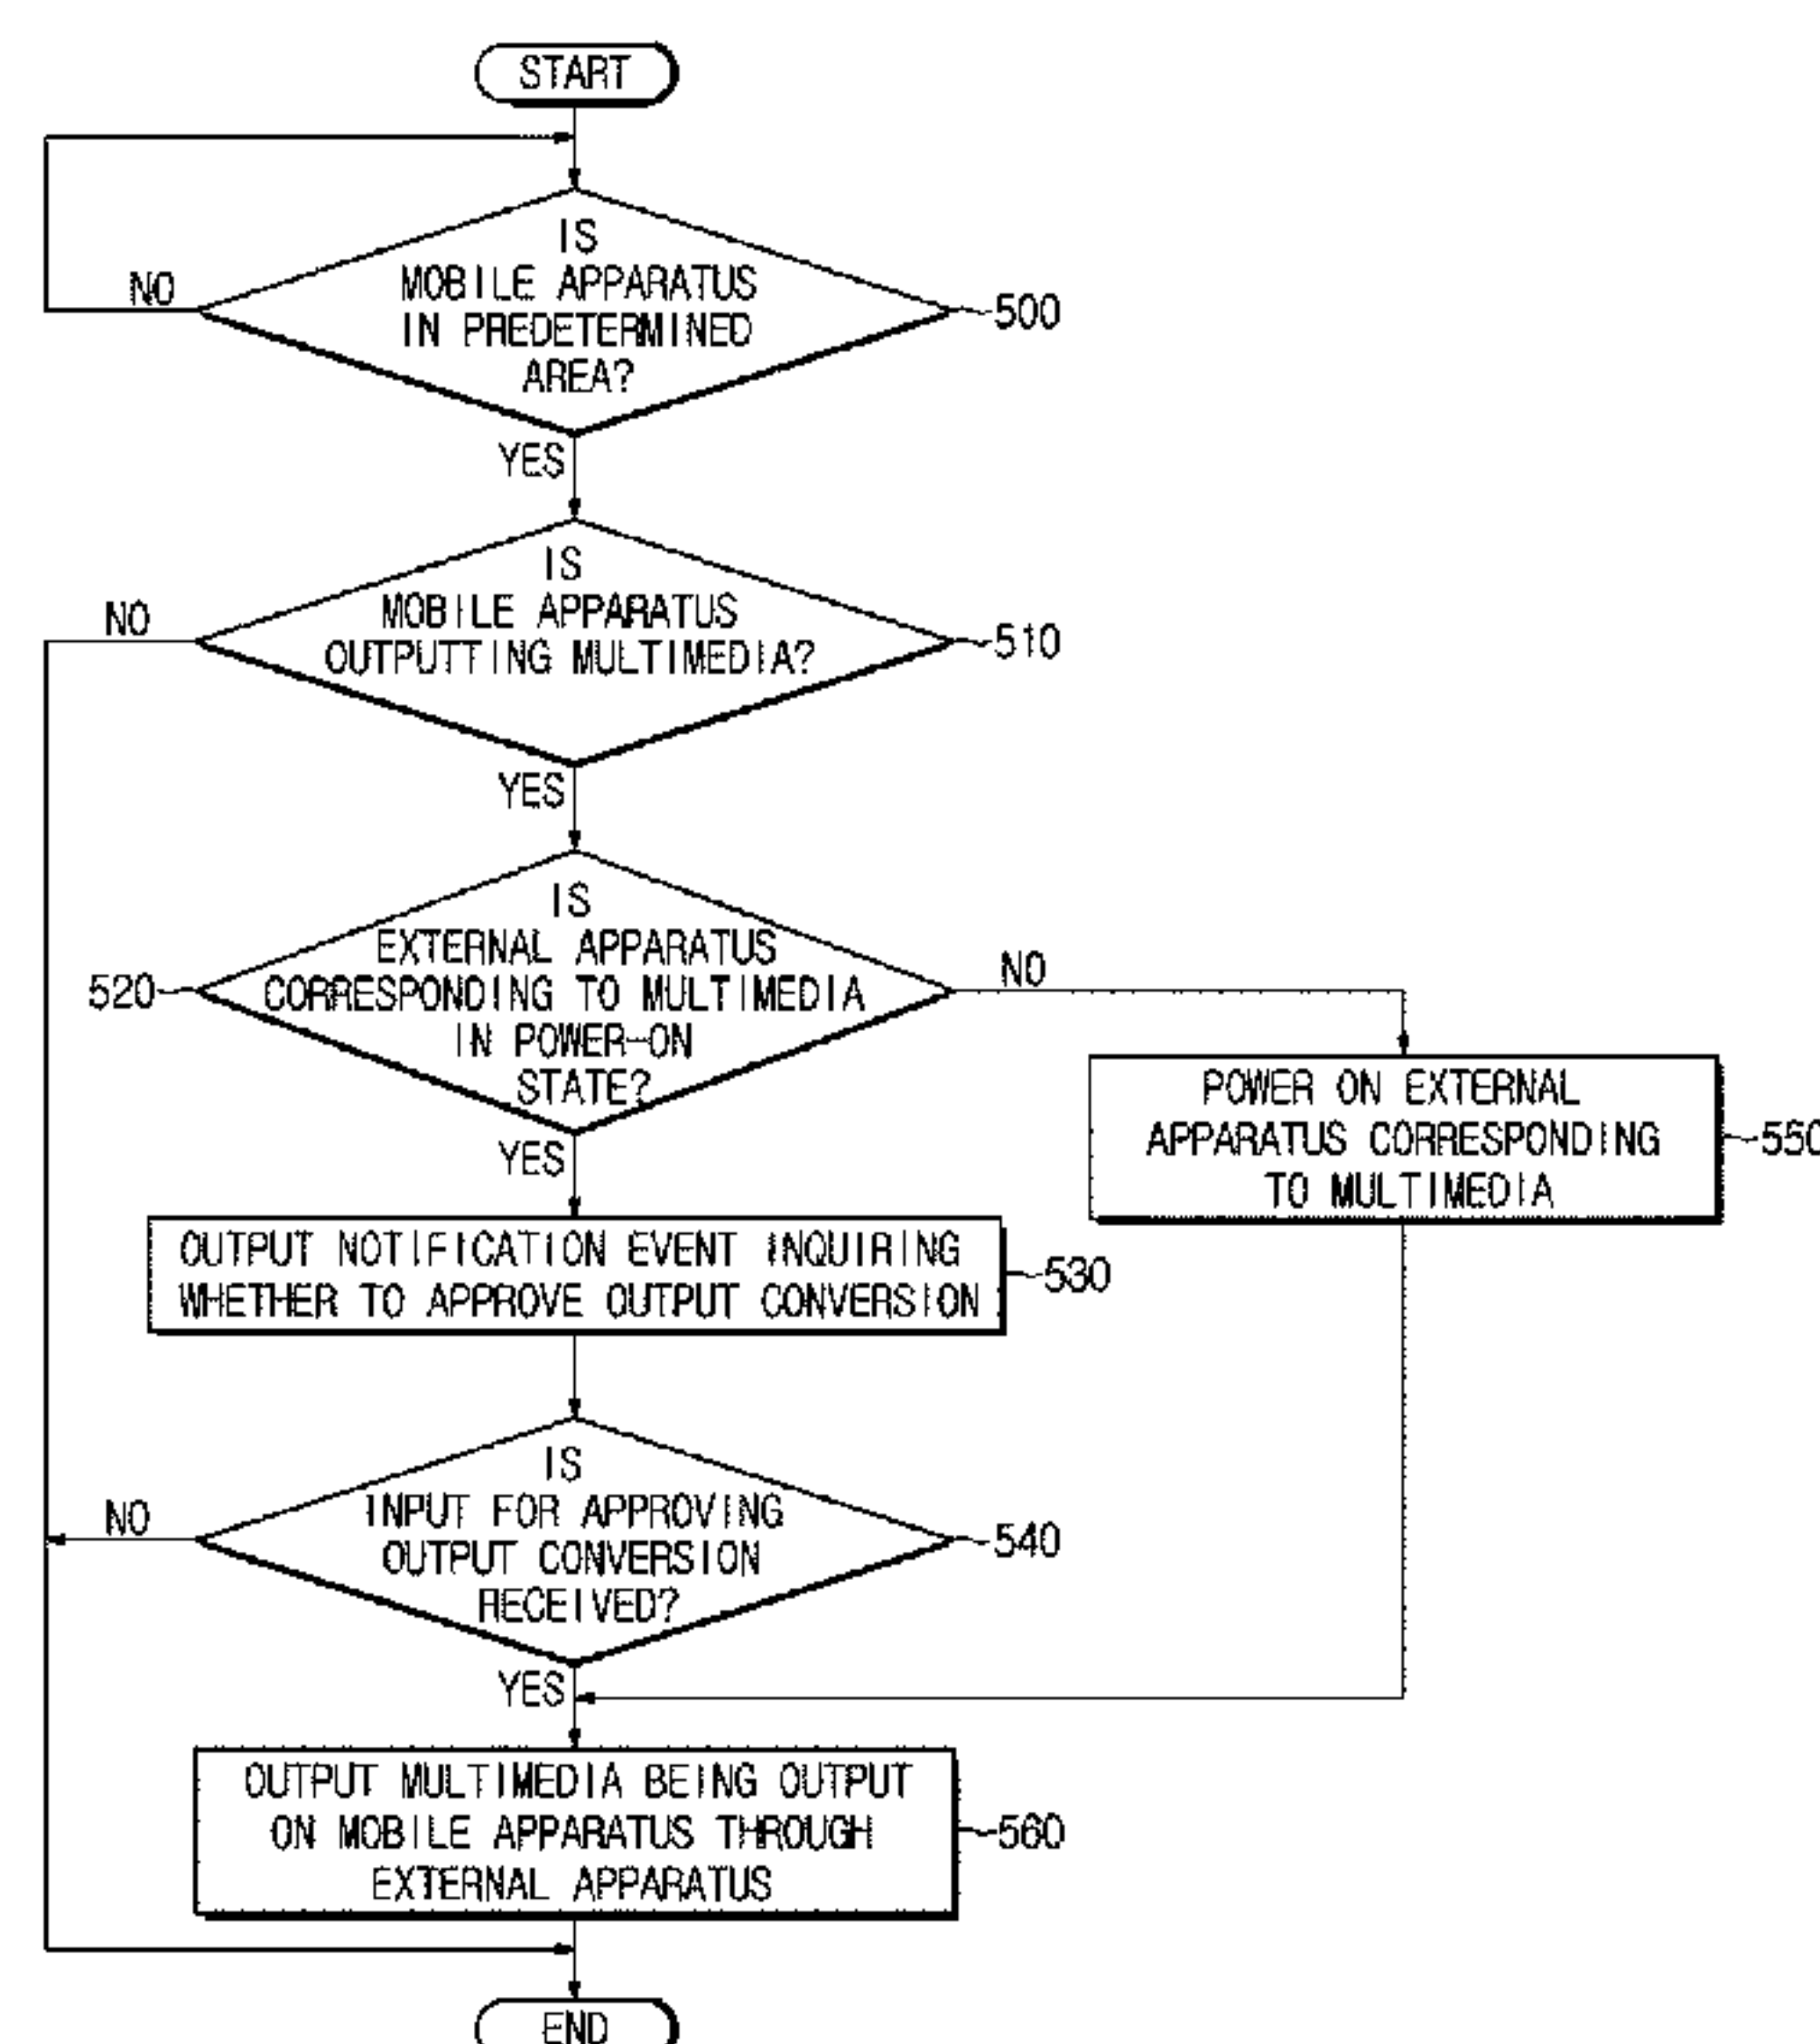 START
IS
MOBILE APPARATUS
IN PREDETERMINED
AREA?
NO
500
YES
IS
MOBILE APPARATUS
OUTPUTTING MULTIMEDIA?
NO
510
YES
IS
EXTERNAL APPARATUS
CORRESPONDING TO MULTIMEDIA
IN POWER-ON
STATE?
520
NO
POWER ON EXTERNAL
APPARATUS CORRESPONDING
TO MULTIMEDIA
550
YES
OUTPUT NOTIFICATION EVENT INQUIRING
WHETHER TO APPROVE OUTPUT CONVERSION
530
IS
INPUT FOR APPROVING
OUTPUT CONVERSION
RECEIVED?
NO
540
YES
OUTPUT MULTIMEDIA BEING OUTPUT
ON MOBILE APPARATUS THROUGH
EXTERNAL APPARATUS
560
END